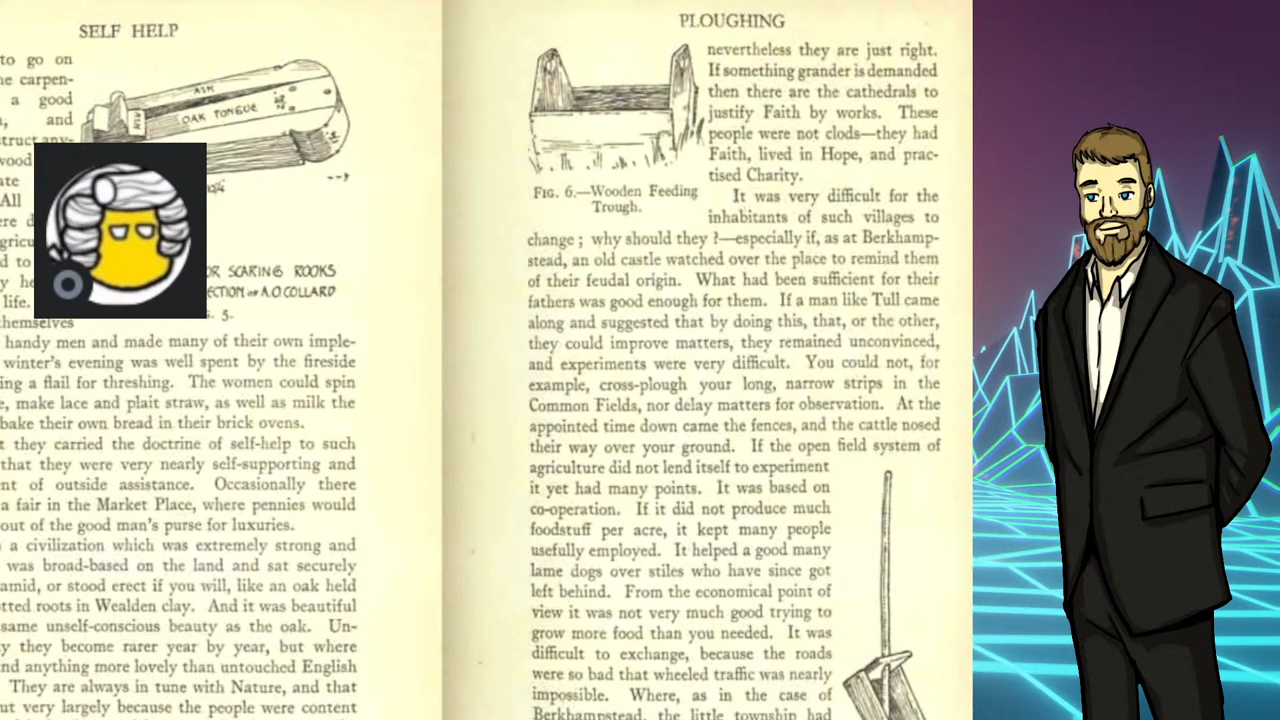 SELF HELP
to go on
he carpen-
a good
n, and
struct any-
wood
ate
All
ere d
gricu
d to
y he
life.
themselves
ASH
OAK TONGUE
ASH
10¼
OR SCARING ROOKS
ECTION OF A.O COLLARD
. 5.
handy men and made many of their own imple-
winter's evening was well spent by the fireside
ing a flail for threshing. The women could spin
e, make lace and plait straw, as well as milk the
bake their own bread in their brick ovens.
t they carried the doctrine of self-help to such
that they were very nearly self-supporting and
ent of outside assistance. Occasionally there
a fair in the Market Place, where pennies would
out of the good man's purse for luxuries.
a civilization which was extremely strong and
was broad-based on the land and sat securely
amid, or stood erect if you will, like an oak held
tted roots in Wealden clay. And it was beautiful
same unself-conscious beauty as the oak. Un-
y they become rarer year by year, but where
nd anything more lovely than untouched English
They are always in tune with Nature, and that
ut very largely because the people were content
PLOUGHING
nevertheless they are just right.
If something grander is demanded
then there are the cathedrals to
justify Faith by works. These
people were not clods—they had
Faith, lived in Hope, and prac-
tised Charity.
FIG. 6.—Wooden Feeding
Trough.
It was very difficult for the
inhabitants of such villages to
change ; why should they ?—especially if, as at Berkhamp-
stead, an old castle watched over the place to remind them
of their feudal origin. What had been sufficient for their
fathers was good enough for them. If a man like Tull came
along and suggested that by doing this, that, or the other,
they could improve matters, they remained unconvinced,
and experiments were very difficult. You could not, for
example, cross-plough your long, narrow strips in the
Common Fields, nor delay matters for observation. At the
appointed time down came the fences, and the cattle nosed
their way over your ground. If the open field system of
agriculture did not lend itself to experiment
it yet had many points. It was based on
co-operation. If it did not produce much
foodstuff per acre, it kept many people
usefully employed. It helped a good many
lame dogs over stiles who have since got
left behind. From the economical point of
view it was not very much good trying to
grow more food than you needed. It was
difficult to exchange, because the roads
were so bad that wheeled traffic was nearly
impossible. Where, as in the case of
Berkhampstead, the little township had